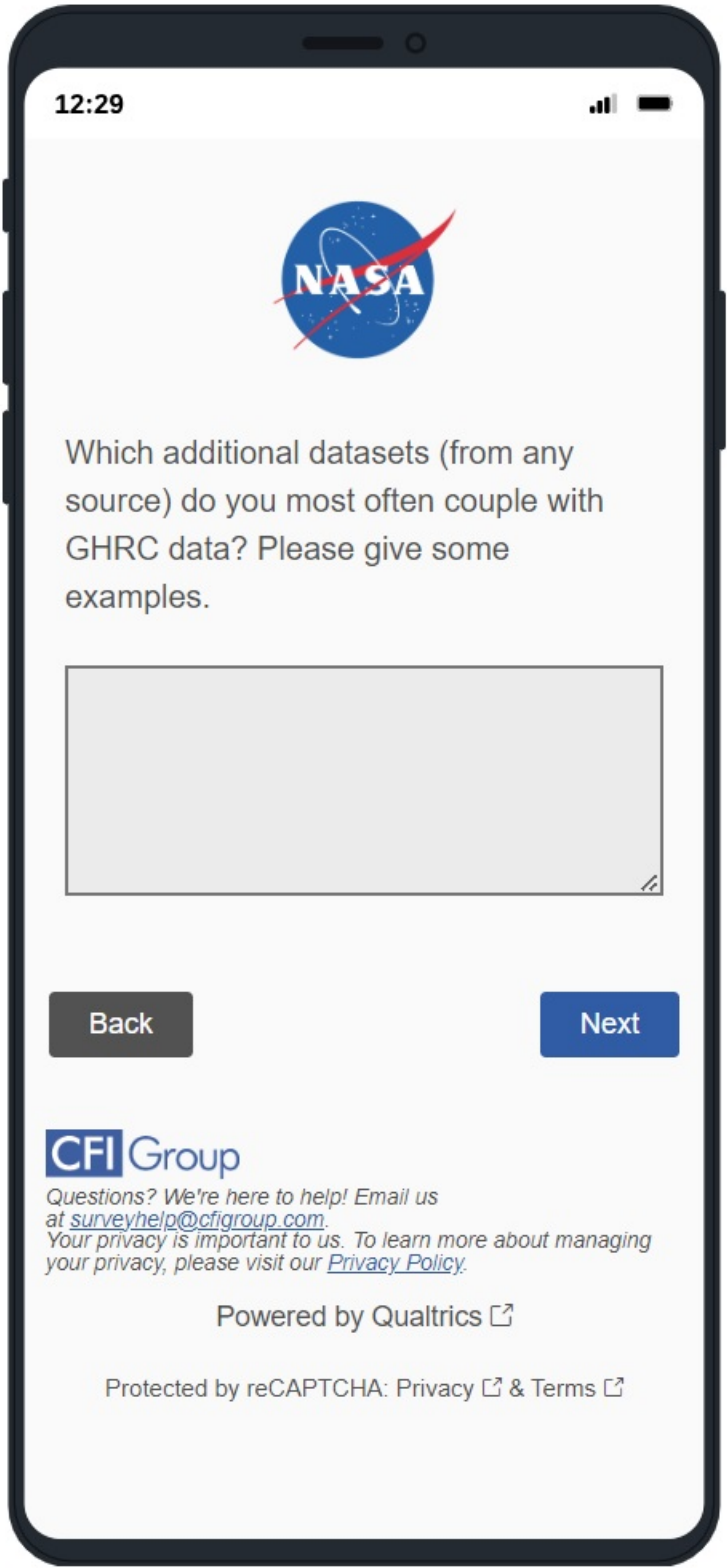 12:29
NASA
Which additional datasets (from any
source) do you most often couple with
GHRC data? Please give some
examples.
Back
Next
CFI Group
Questions? We're here to help! Email us
at surveyhelp@cfigroup.com.
Your privacy is important to us. To learn more about managing
your privacy, please visit our Privacy Policy.
Powered by Qualtrics
Protected by reCAPTCHA: Privacy & Terms